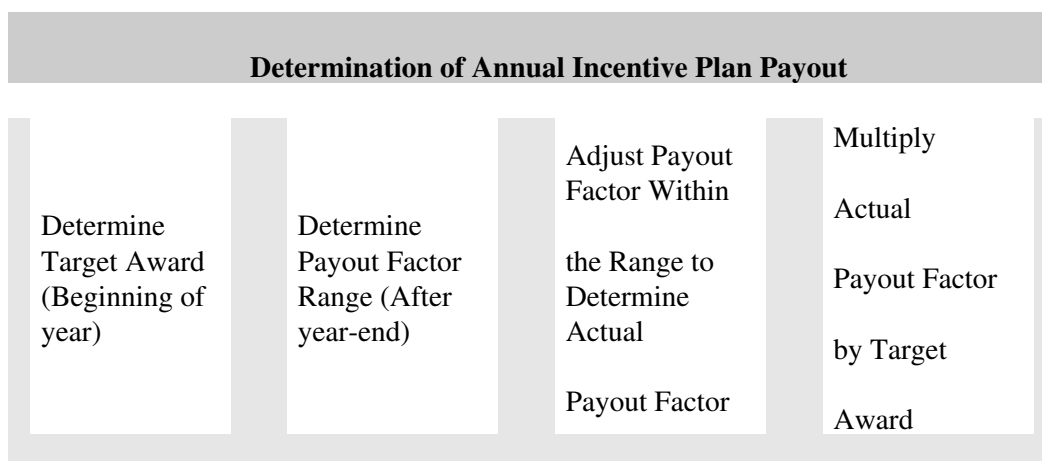 Determination of Annual Incentive Plan Payout
Determine
Target Award
(Beginning of
year)
Determine
Payout Factor
Range (After
year-end)
Adjust Payout
Factor Within
the Range to
Determine
Actual
Payout Factor
Multiply
Actual
Payout Factor
by Target
Award